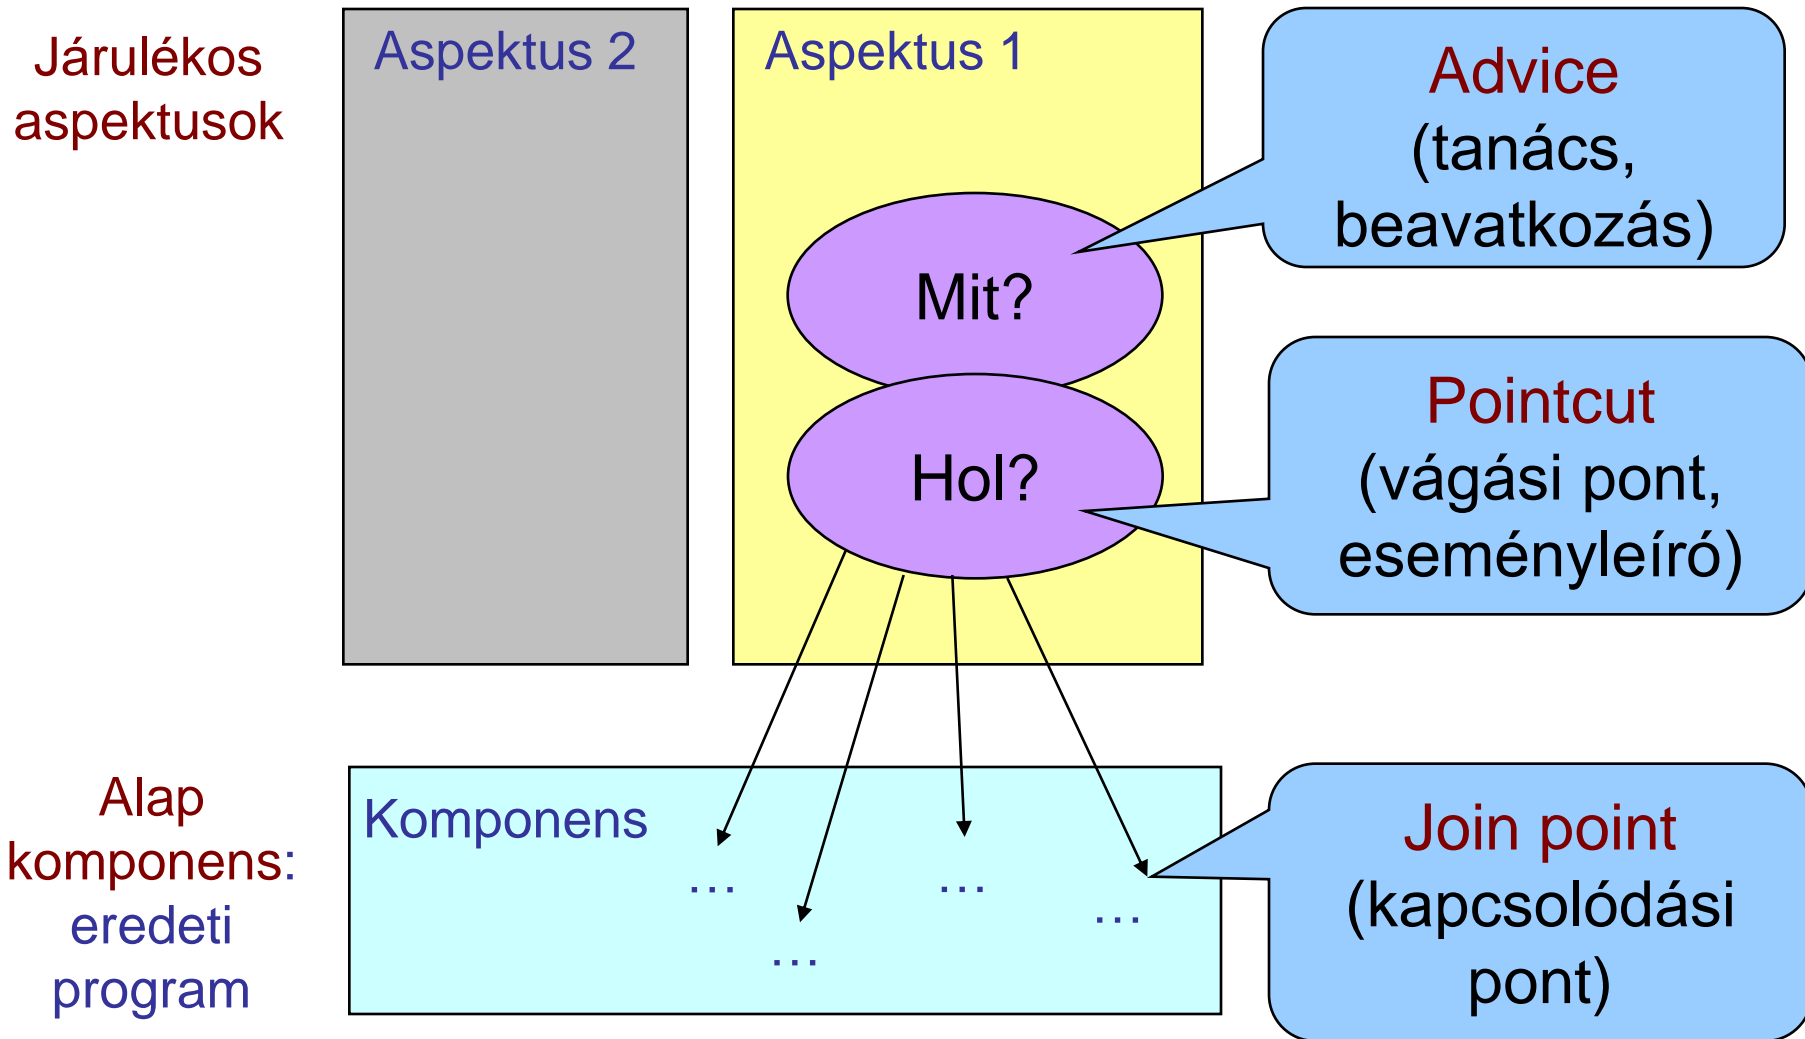 Járulékos
aspektusok
Aspektus 2
Aspektus 1
Advice
(tanács,
beavatkozás)
Mit?
Pointcut
(vágási pont,
eseményleíró)
Hol?
Alap
komponens:
eredeti
program
Komponens
…
…
…
…
Join point
(kapcsolódási
pont)